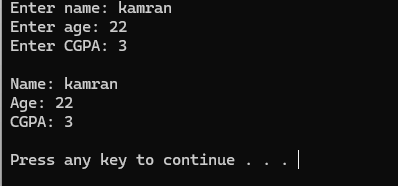 Enter name: kamran
Enter age: 22
Enter CGPA: 3
Name: kamran
Age: 22
CGPA: 3
Press any key to continue . . .